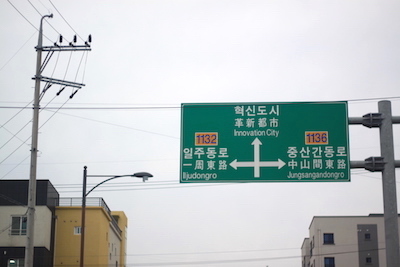 혁신도시
革新都市
Innovation City
1132
일주동로
一周東路
Iljudongro
1136
중산간동로
中山間東路
Jungsangandongro